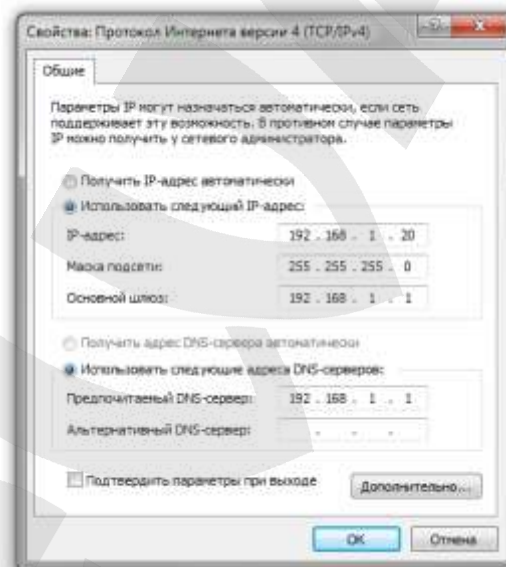 Свойства: Протокол Интернета версии 4 (TCP/IPv4)
Общие
Параметры IP могут назначаться автоматически, если сеть
поддерживает эту возможность. В противном случае параметры
IP можно получить у сетевого администратора.
Получить IP-адрес автоматически
Использовать следующий IP-адрес:
IP-адрес: 192 . 168 . 1 . 20
Маска подсети: 255 . 255 . 255 . 0
Основной шлюз: 192 . 168 . 1 . 1
Получить адрес DNS-сервера автоматически
Использовать следующие адреса DNS-серверов:
Предпочитаемый DNS-сервер: 192 . 168 . 1 . 1
Альтернативный DNS-сервер: . . .
Подтвердить параметры при выходе
Дополнительно...
ОК
Отмена